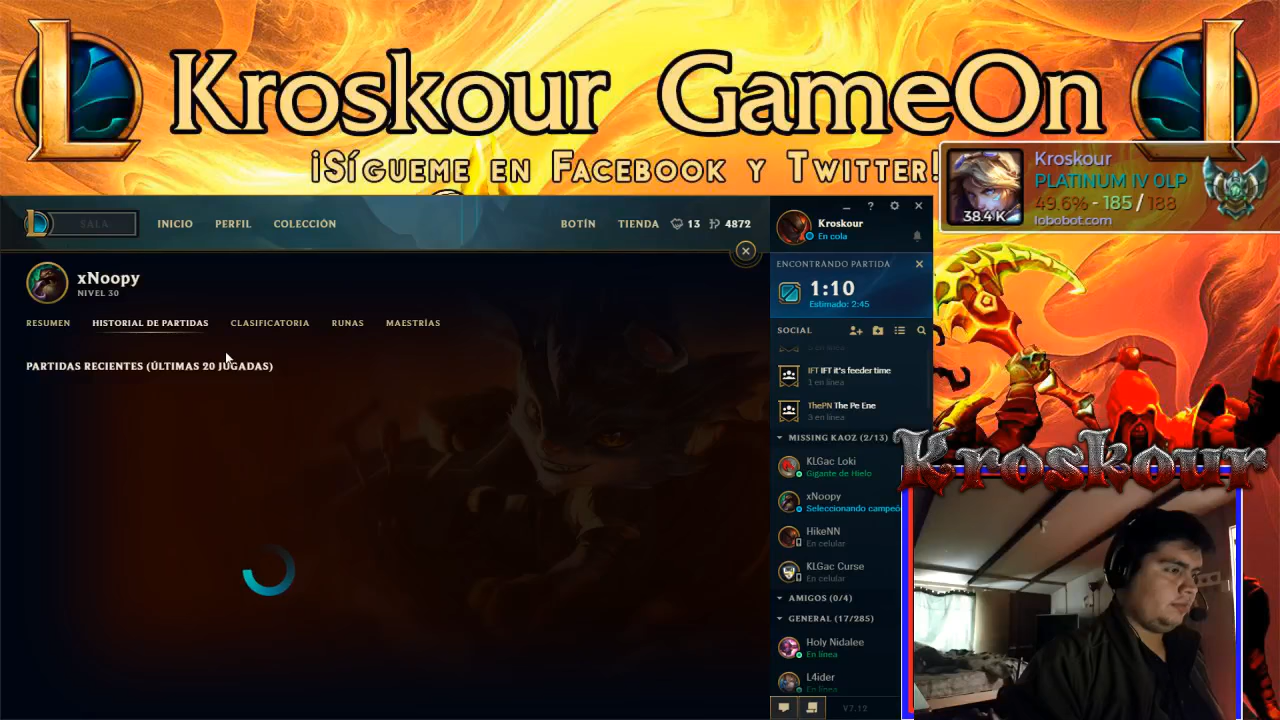 Kroskour GameOn
¡Sígueme en Facebook y Twitter!
Kroskour
PLATINUM IV 0LP
49.6% - 185 / 188
lobobot.com
38.4 K
SALA
INICIO
PERFIL
COLECCIÓN
BOTÍN
TIENDA
13
4872
?
Kroskour
En cola
ENCONTRANDO PARTIDA
1:10
Estimado: 2:45
xNoopy
NIVEL 30
RESUMEN
HISTORIAL DE PARTIDAS
CLASIFICATORIA
RUNAS
MAESTRÍAS
PARTIDAS RECIENTES (ÚLTIMAS 20 JUGADAS)
SOCIAL
IFT IFT it's feeder time
1 en línea
ThePN The Pe Ene
3 en línea
MISSING KAOZ (2/13)
KLGac Loki
Gigante de Hielo
xNoopy
Seleccionando campeó
HikeNN
En celular
KLGac Curse
En celular
AMIGOS (0/4)
GENERAL (17/285)
Holy Nidalee
En línea
L4ider
En línea
V7.12
Kroskour